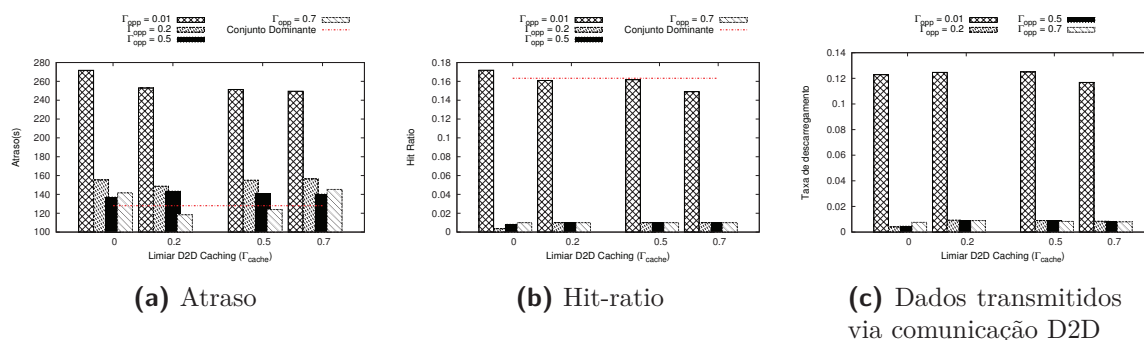 Γopp = 0.01
Γopp = 0.2
Γopp = 0.5
Γopp = 0.7
Conjunto Dominante
280
260
240
220
200
180
160
140
120
100
Atraso(s)
0 0.2 0.5 0.7
Limiar D2D Caching (Γcache)
(a) Atraso
Γopp = 0.01
Γopp = 0.2
Γopp = 0.5
Γopp = 0.7
Conjunto Dominante
0.18
0.16
0.14
0.12
0.1
0.08
0.06
0.04
0.02
0
Hit Ratio
0 0.2 0.5 0.7
Limiar D2D Caching (Γcache)
(b) Hit-ratio
Γopp = 0.01
Γopp = 0.2
Γopp = 0.5
Γopp = 0.7
0.14
0.12
0.1
0.08
0.06
0.04
0.02
0
Taxa de descarregamento
0 0.2 0.5 0.7
Limiar D2D Caching (Γcache)
(c) Dados transmitidos
via comunicação D2D